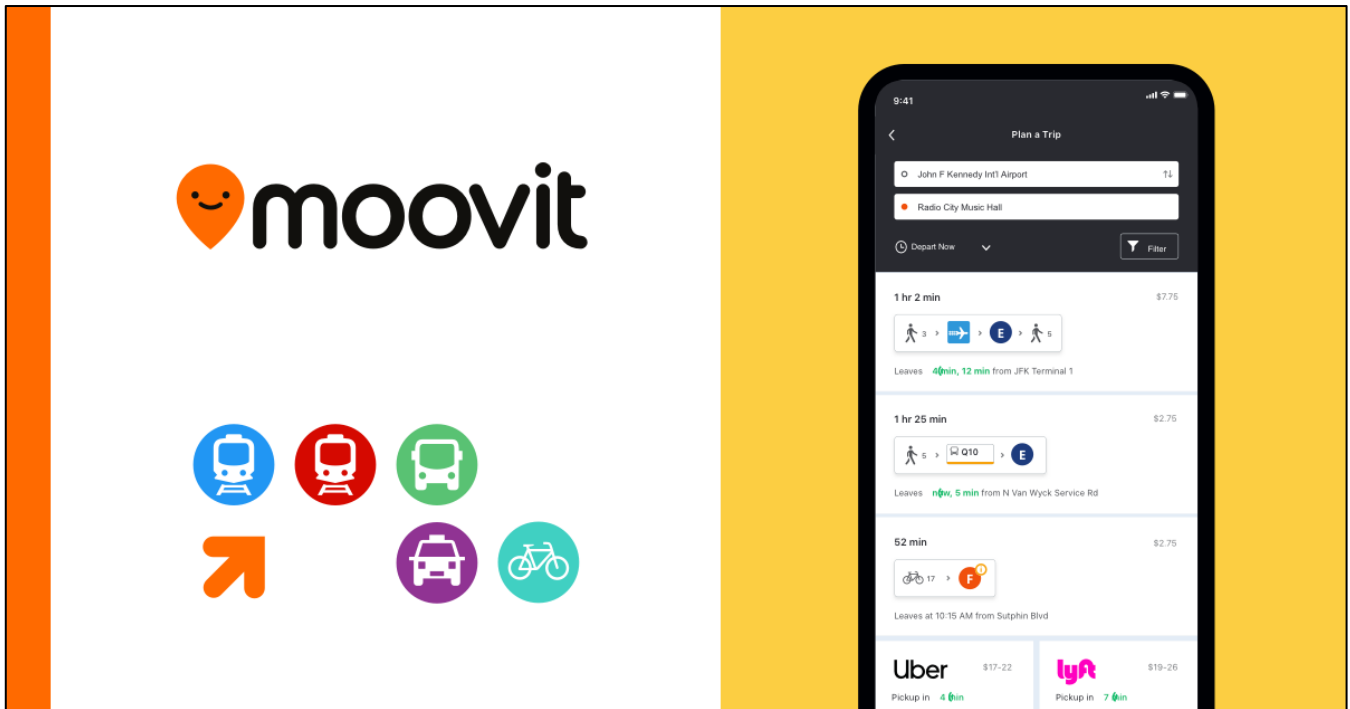 moovit
9:41
Plan a Trip
John F Kennedy Int'l Airport
Radio City Music Hall
Depart Now
Filter
1 hr 2 min $7.75
3 E 5
Leaves 4 min, 12 min from JFK Terminal 1
1 hr 25 min $2.75
5 Q10 E
Leaves now, 5 min from N Van Wyck Service Rd
52 min $2.75
17 F
Leaves at 10:15 AM from Sutphin Blvd
Uber $17-22 lyft $19-26
Pickup in 4 min Pickup in 7 min